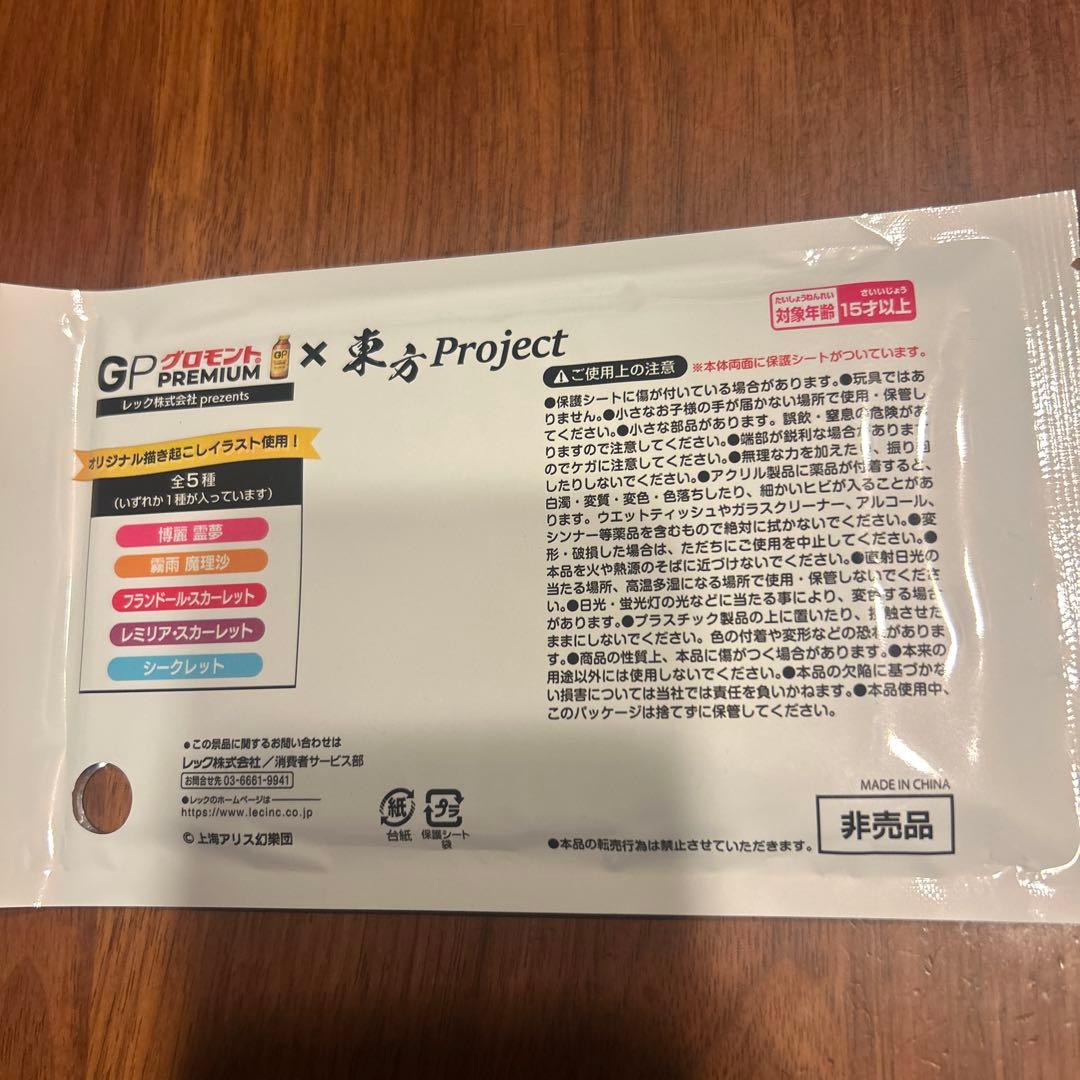 たいしょうねんれい
対象年齢
さいいじょう
15才以上
GPグロモント
PREMIUM
GP
× 東方Project
レック株式会社 prezents
オリジナル描き起こしイラスト使用！
全5種
(いずれか1種が入っています)
博麗 霊夢
霧雨 魔理沙
フランドール・スカーレット
レミリア・スカーレット
シークレット
ご使用上の注意
※本体両面に保護シートがついています。
●保護シートに傷が付いている場合があります。●玩具ではあ
りません。●小さなお子様の手が届かない場所で使用・保管し
てください。●小さな部品があります。誤飲・窒息の危険があ
りますので注意してください。●端部が鋭利な場合があります
のでケガに注意してください。●無理な力を加えたり、振り回
したりしないでください。●アクリル製品に薬品が付着すると、
白濁・変質・変色・色落ちしたり、細かいヒビが入ることがあ
ります。ウエットティッシュやガラスクリーナー、アルコール、
シンナー等薬品を含むもので絶対に拭かないでください。●変
形・破損した場合は、ただちにご使用を中止してください。●
本品を火や熱源のそばに近づけないでください。●直射日光の
当たる場所、高温多湿になる場所で使用・保管しないでくださ
い。●日光・蛍光灯の光などに当たる事により、変色する場合
があります。●プラスチック製品の上に置いたり、接触させた
ままにしないでください。色の付着や変形などの恐れがありま
す。●商品の性質上、本品に傷がつく場合があります。●本来の
用途以外には使用しないでください。●本品の欠陥に基づかな
い損害については当社では責任を負いかねます。●本品使用中、
このパッケージは捨てずに保管してください。
●この景品に関するお問い合わせは
レック株式会社/消費者サービス部
お問合せ先 03-6661-9941
●レックのホームページは
https://www.lecinc.co.jp
© 上海アリス幻樂団
紙
台紙
プラ
保護シート
袋
MADE IN CHINA
●本品の転売行為は禁止させていただきます。
非売品